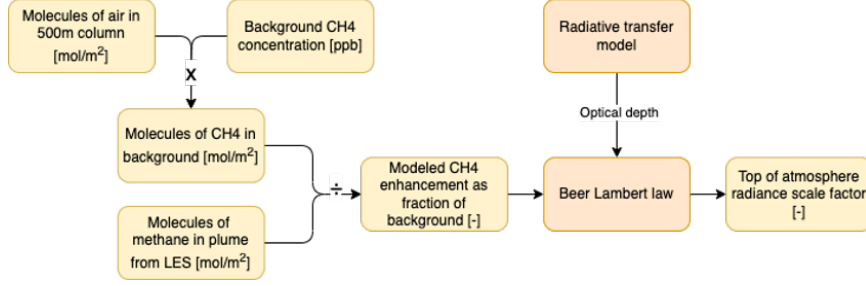 Molecules of air in
500m column
[mol/m²]
Background CH4
concentration [ppb]
Radiative transfer
model
X
Optical depth
Molecules of CH4 in
background [mol/m²]
÷
Modeled CH4
enhancement as
fraction of
background [-]
Beer Lambert law
Top of atmosphere
radiance scale factor
[-]
Molecules of
methane in plume
from LES [mol/m²]